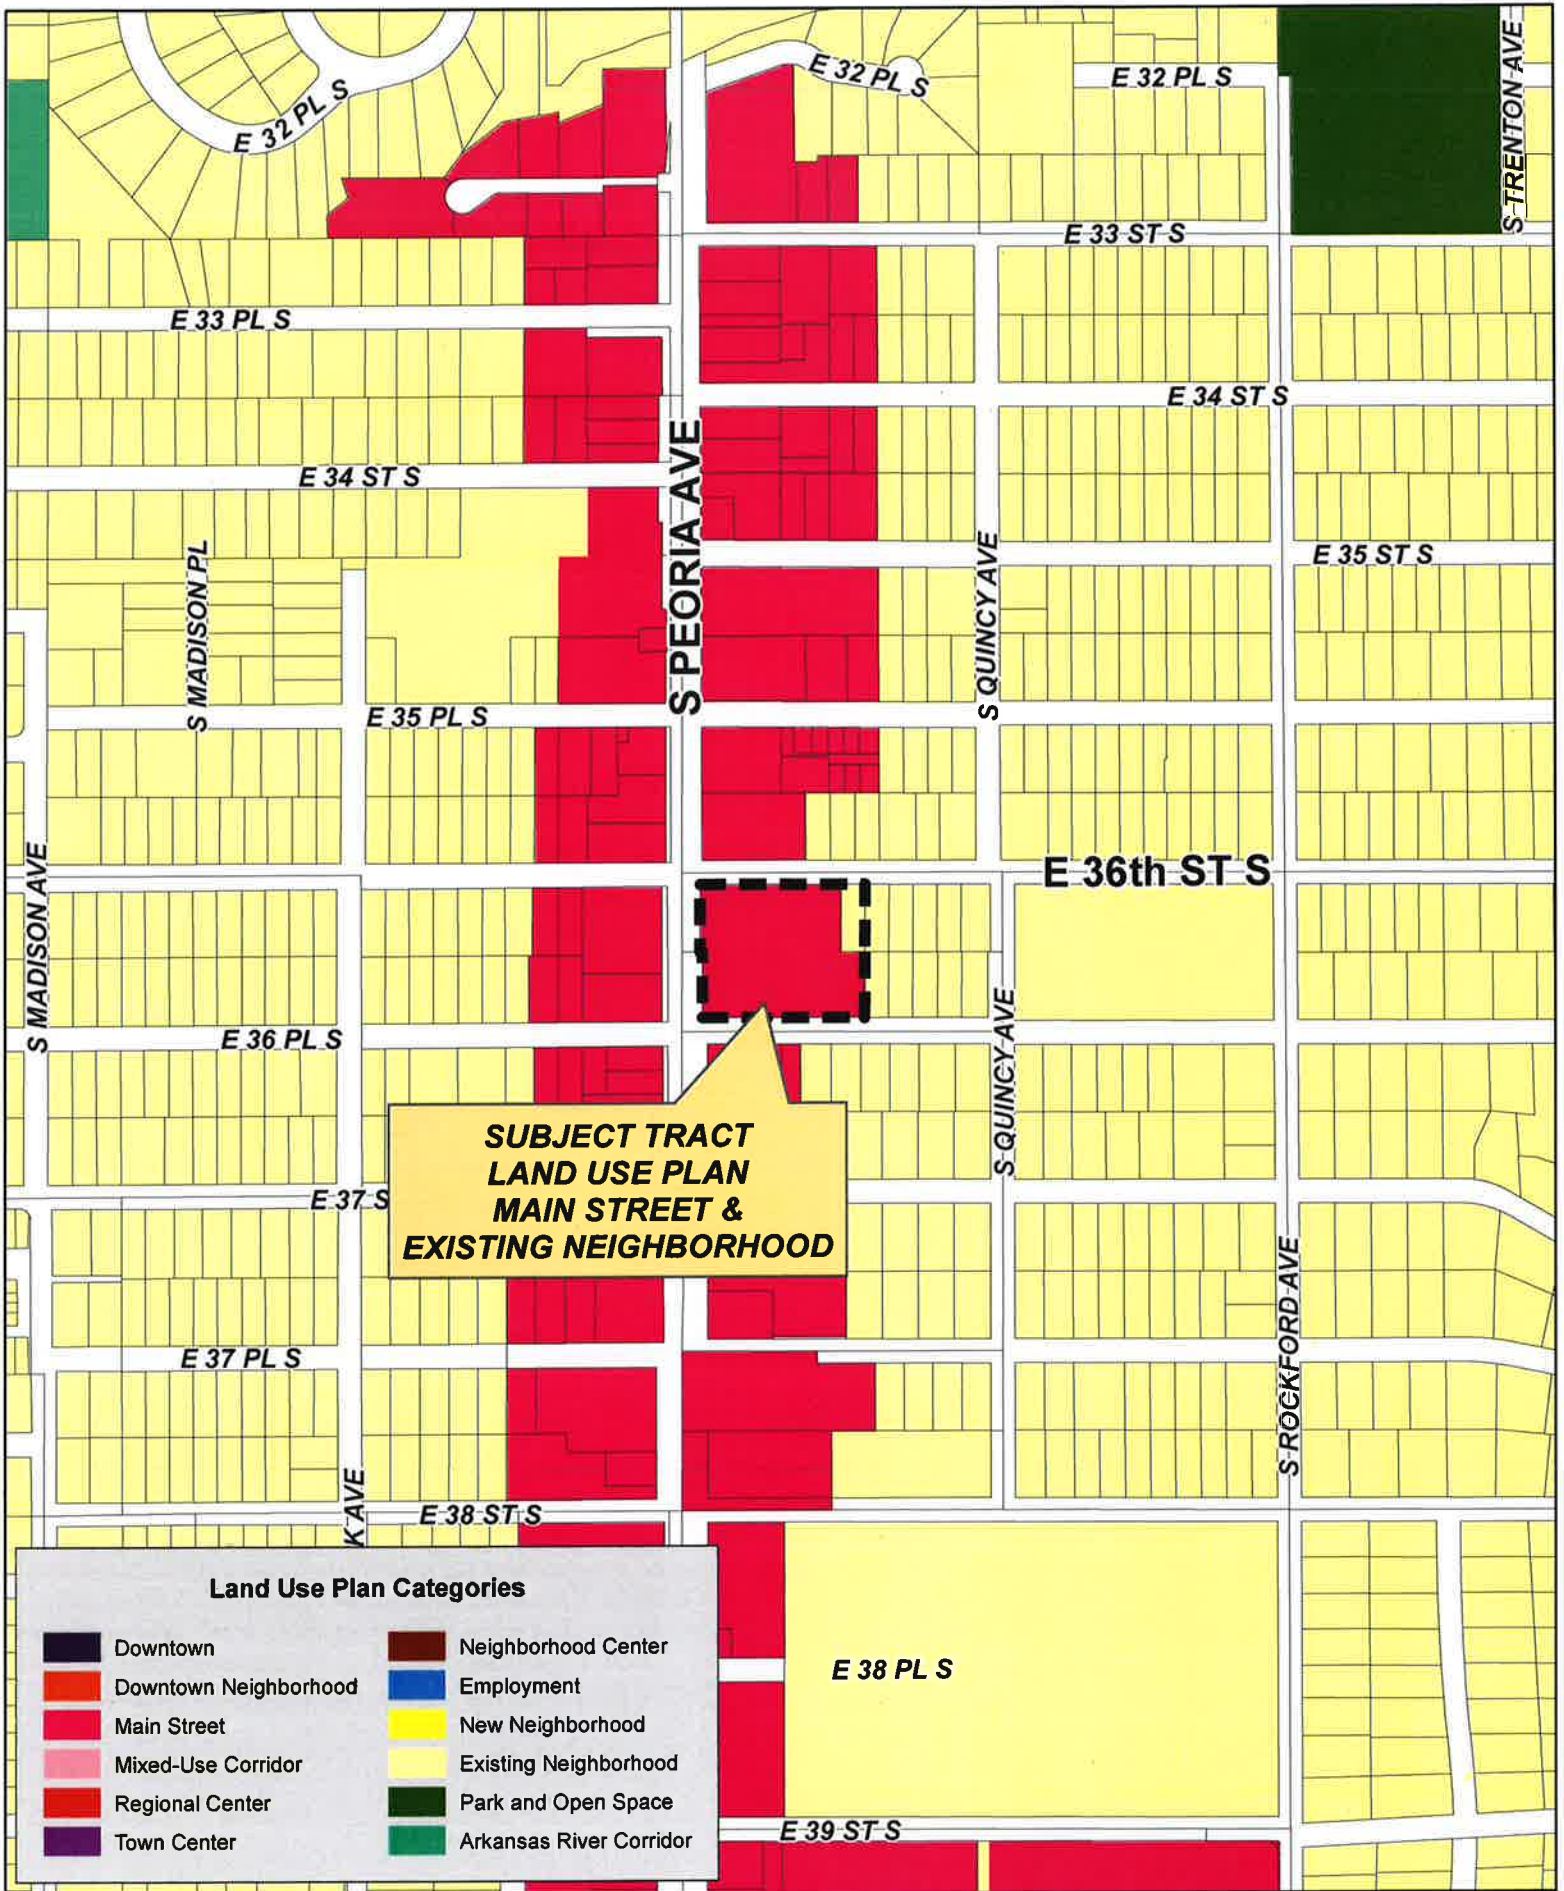 E 32 PL S
E 32 PL S
E 32 PL S
S TRENTON AVE
E 33 ST S
E 33 PL S
E 34 ST S
E 34 ST S
S PEORIA AVE
S MADISON PL
S QUINCY AVE
E 35 ST S
E 35 PL S
S MADISON AVE
E 36th ST S
E 36 PL S
S QUINCY AVE
SUBJECT TRACT
LAND USE PLAN
MAIN STREET &
EXISTING NEIGHBORHOOD
E 37 S
S ROCKFORD AVE
E 37 PL S
K AVE
E 38 ST S
E 38 PL S
E 39 ST S
Land Use Plan Categories
Downtown
Downtown Neighborhood
Main Street
Mixed-Use Corridor
Regional Center
Town Center
Neighborhood Center
Employment
New Neighborhood
Existing Neighborhood
Park and Open Space
Arkansas River Corridor